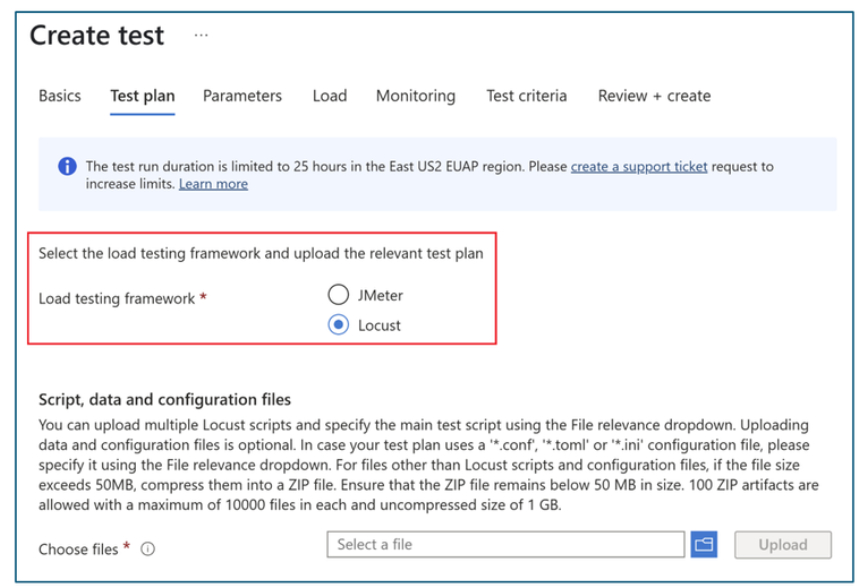 Create test ...
Basics Test plan Parameters Load Monitoring Test criteria Review + create
The test run duration is limited to 25 hours in the East US2 EUAP region. Please create a support ticket request to
increase limits. Learn more
Select the load testing framework and upload the relevant test plan
Load testing framework *
JMeter
Locust
Script, data and configuration files
You can upload multiple Locust scripts and specify the main test script using the File relevance dropdown. Uploading
data and configuration files is optional. In case your test plan uses a '*.conf', '*.toml' or '*.ini' configuration file, please
specify it using the File relevance dropdown. For files other than Locust scripts and configuration files, if the file size
exceeds 50MB, compress them into a ZIP file. Ensure that the ZIP file remains below 50 MB in size. 100 ZIP artifacts are
allowed with a maximum of 10000 files in each and uncompressed size of 1 GB.
Choose files * Select a file Upload